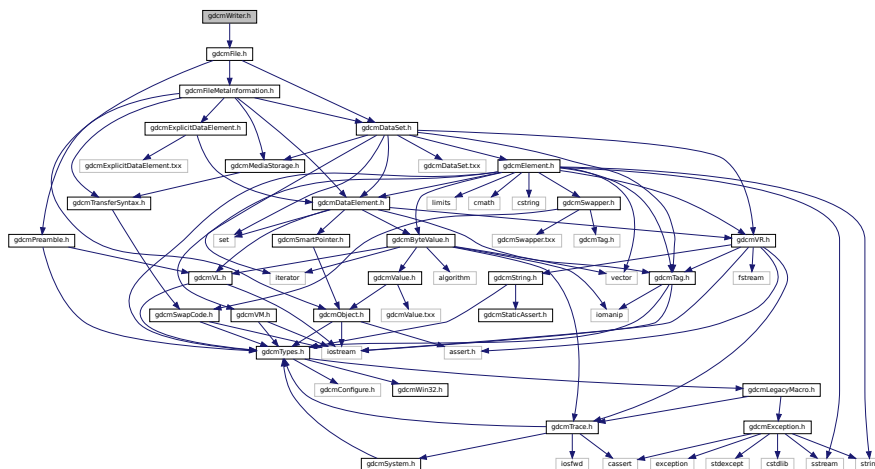 gdcmWriter.h
gdcmFile.h
gdcmFileMetaInformation.h
gdcmExplicitDataElement.h
gdcmDataSet.h
gdcmExplicitDataElement.txx
gdcmMediaStorage.h
gdcmDataSet.txx
gdcmElement.h
gdcmTransferSyntax.h
gdcmDataElement.h
limits
cmath
cstring
gdcmSwapper.h
gdcmPreamble.h
set
gdcmSmartPointer.h
gdcmByteValue.h
gdcmSwapper.txx
gdcmTag.h
gdcmVR.h
gdcmVL.h
iterator
gdcmValue.h
algorithm
gdcmString.h
vector
gdcmTag.h
fstream
gdcmSwapCode.h
gdcmVM.h
gdcmObject.h
gdcmValue.txx
gdcmStaticAssert.h
iomanip
gdcmTypes.h
iostream
assert.h
gdcmConfigure.h
gdcmWin32.h
gdcmLegacyMacro.h
gdcmTrace.h
gdcmException.h
gdcmSystem.h
iosfwd
cassert
exception
stdexcept
cstdlib
sstream